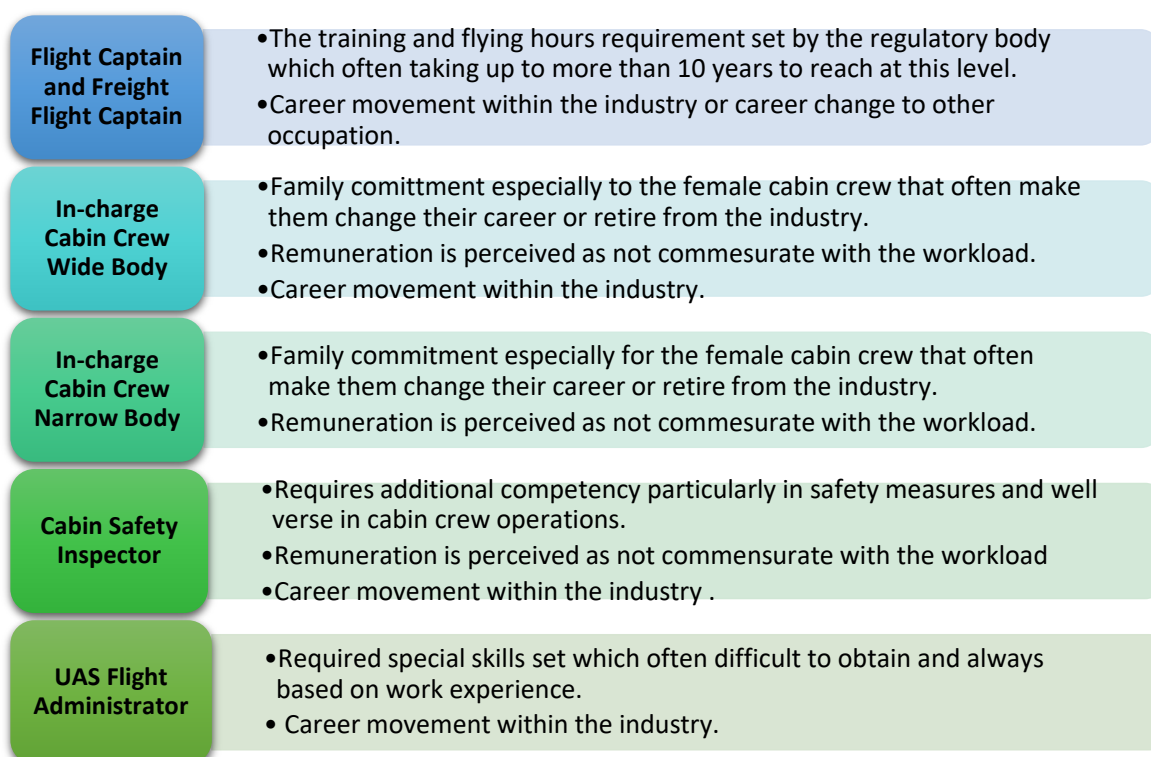 Flight Captain
and Freight
Flight Captain
•The training and flying hours requirement set by the regulatory body
which often taking up to more than 10 years to reach at this level.
•Career movement within the industry or career change to other
occupation.
In-charge
Cabin Crew
Wide Body
•Family comittment especially to the female cabin crew that often make
them change their career or retire from the industry.
•Remuneration is perceived as not commesurate with the workload.
•Career movement within the industry.
In-charge
Cabin Crew
Narrow Body
•Family commitment especially for the female cabin crew that often
make them change their career or retire from the industry.
•Remuneration is perceived as not commesurate with the workload.
Cabin Safety
Inspector
•Requires additional competency particularly in safety measures and well
verse in cabin crew operations.
•Remuneration is perceived as not commensurate with the workload
•Career movement within the industry .
UAS Flight
Administrator
•Required special skills set which often difficult to obtain and always
based on work experience.
• Career movement within the industry.